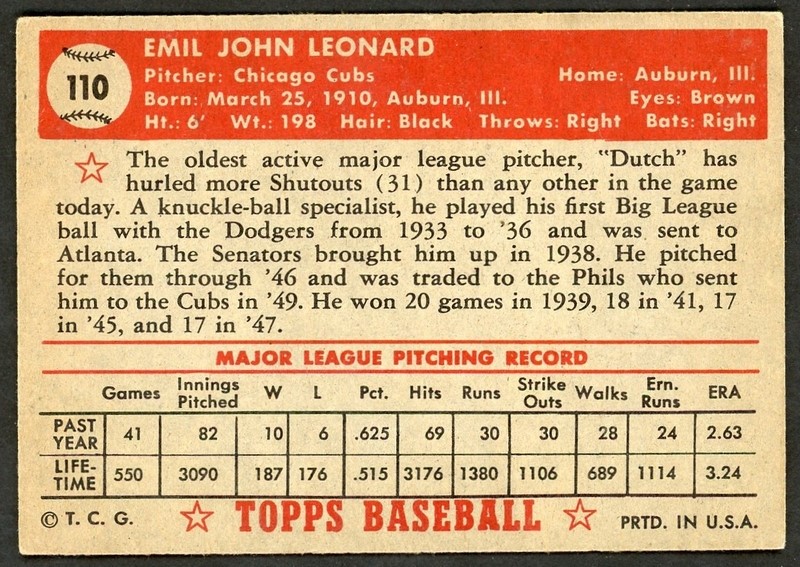 110
EMIL JOHN LEONARD
Pitcher: Chicago Cubs Home: Auburn, Ill.
Born: March 25, 1910, Auburn, Ill. Eyes: Brown
Ht.: 6' Wt.: 198 Hair: Black Throws: Right Bats: Right
The oldest active major league pitcher, "Dutch" has
hurled more Shutouts (31) than any other in the game
today. A knuckle-ball specialist, he played his first Big League
ball with the Dodgers from 1933 to '36 and was sent to
Atlanta. The Senators brought him up in 1938. He pitched
for them through '46 and was traded to the Phils who sent
him to the Cubs in '49. He won 20 games in 1939, 18 in '41, 17
in '45, and 17 in '47.
MAJOR LEAGUE PITCHING RECORD
Games Innings Pitched W L Pct. Hits Runs Strike Outs Walks Ern. Runs ERA
PAST YEAR 41 82 10 6 .625 69 30 30 28 24 2.63
LIFE-TIME 550 3090 187 176 .515 3176 1380 1106 689 1114 3.24
© T. C. G. TOPPS BASEBALL PRTD. IN U.S.A.